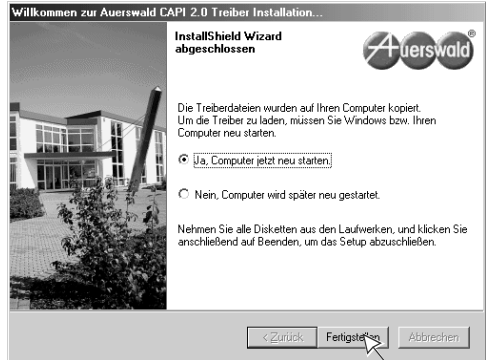 Willkommen zur Auerswald CAPI 2.0 Treiber Installation...
InstallShield Wizard
abgeschlossen
Auerswald®
Die Treiberdateien wurden auf Ihren Computer kopiert.
Um die Treiber zu laden, müssen Sie Windows bzw. Ihren
Computer neu starten.
Ja, Computer jetzt neu starten.
Nein, Computer wird später neu gestartet.
Nehmen Sie alle Disketten aus den Laufwerken, und klicken Sie
anschließend auf Beenden, um das Setup abzuschließen.
< Zurück Fertigstellen Abbrechen